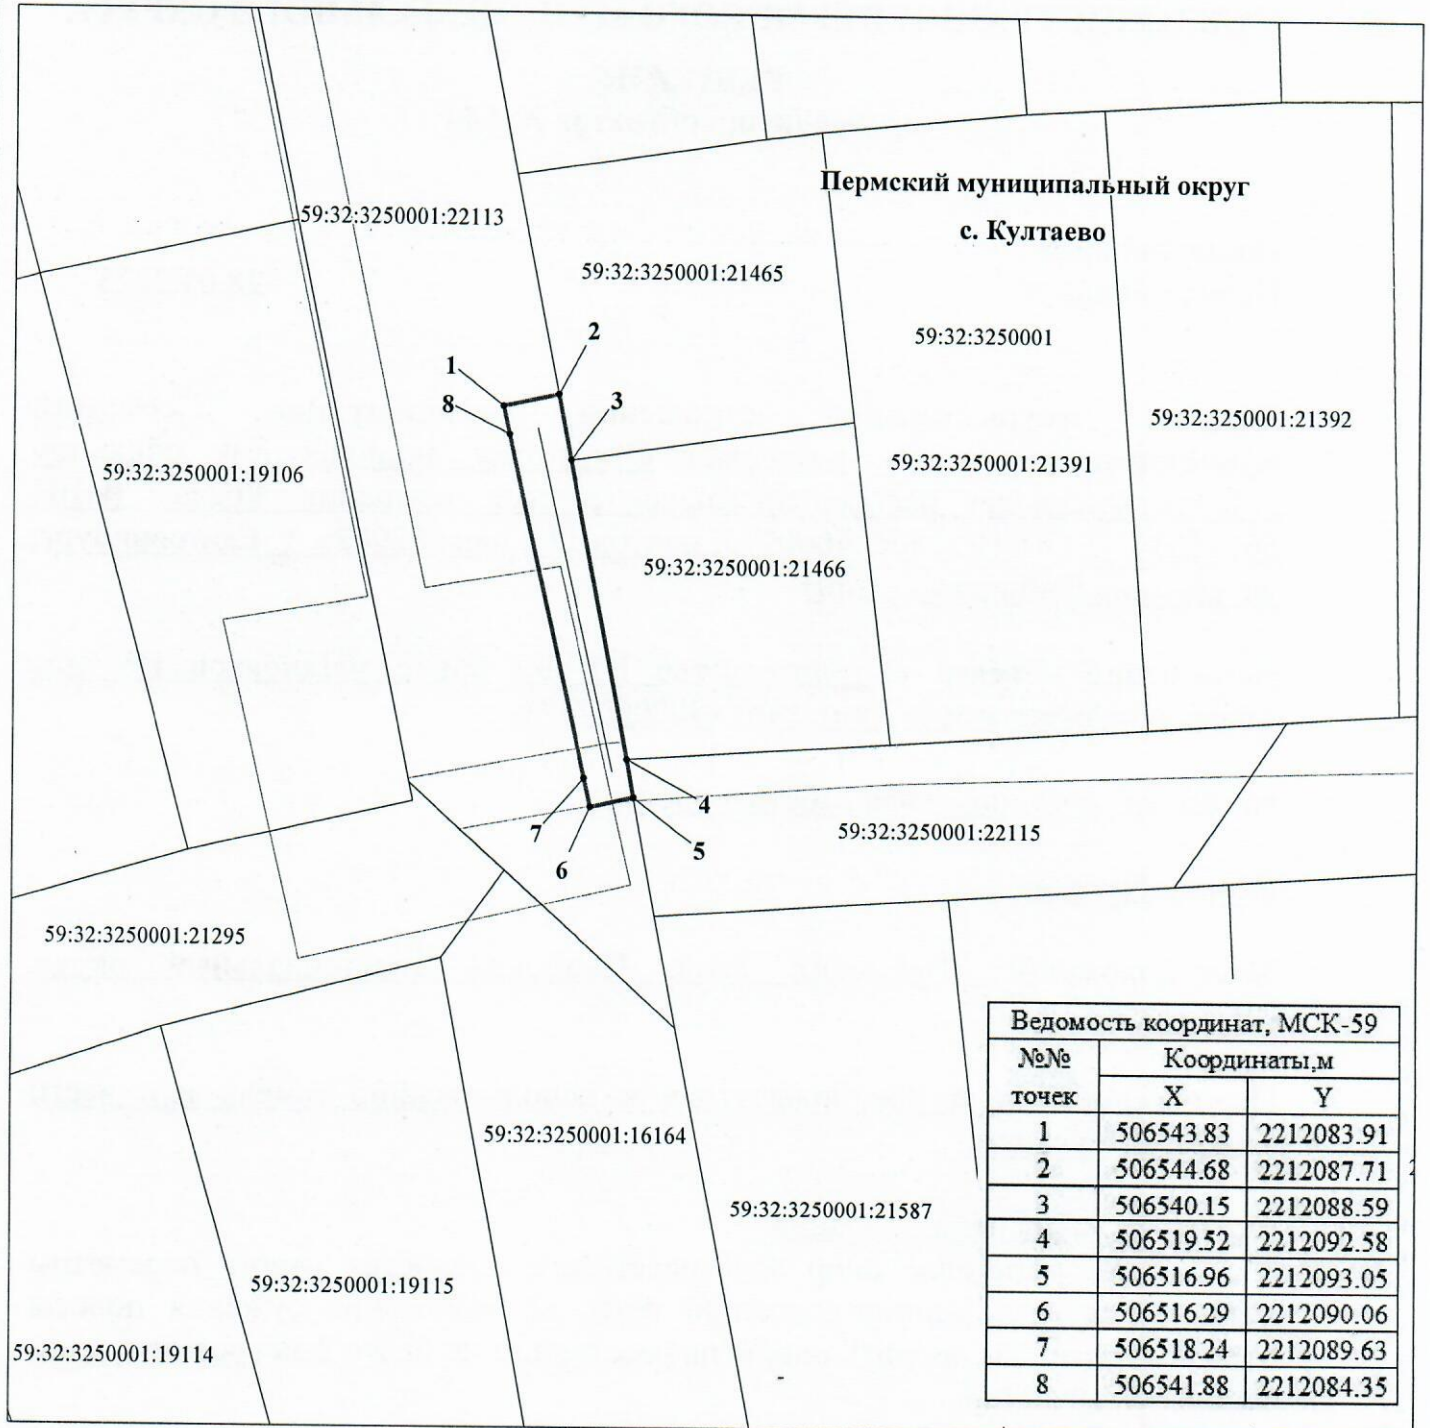 Пермский муниципальный округ
с. Култаево
59:32:3250001:22113
59:32:3250001:21465
59:32:3250001
2
1
3
8
59:32:3250001:21392
59:32:3250001:19106
59:32:3250001:21391
59:32:3250001:21466
4
7
59:32:3250001:22115
5
6
59:32:3250001:21295
59:32:3250001:16164
59:32:3250001:21587
59:32:3250001:19115
59:32:3250001:19114
Ведомость координат, МСК-59
№№ точек Координаты,м
X Y
1 506543.83 2212083.91
2 506544.68 2212087.71
3 506540.15 2212088.59
4 506519.52 2212092.58
5 506516.96 2212093.05
6 506516.29 2212090.06
7 506518.24 2212089.63
8 506541.88 2212084.35